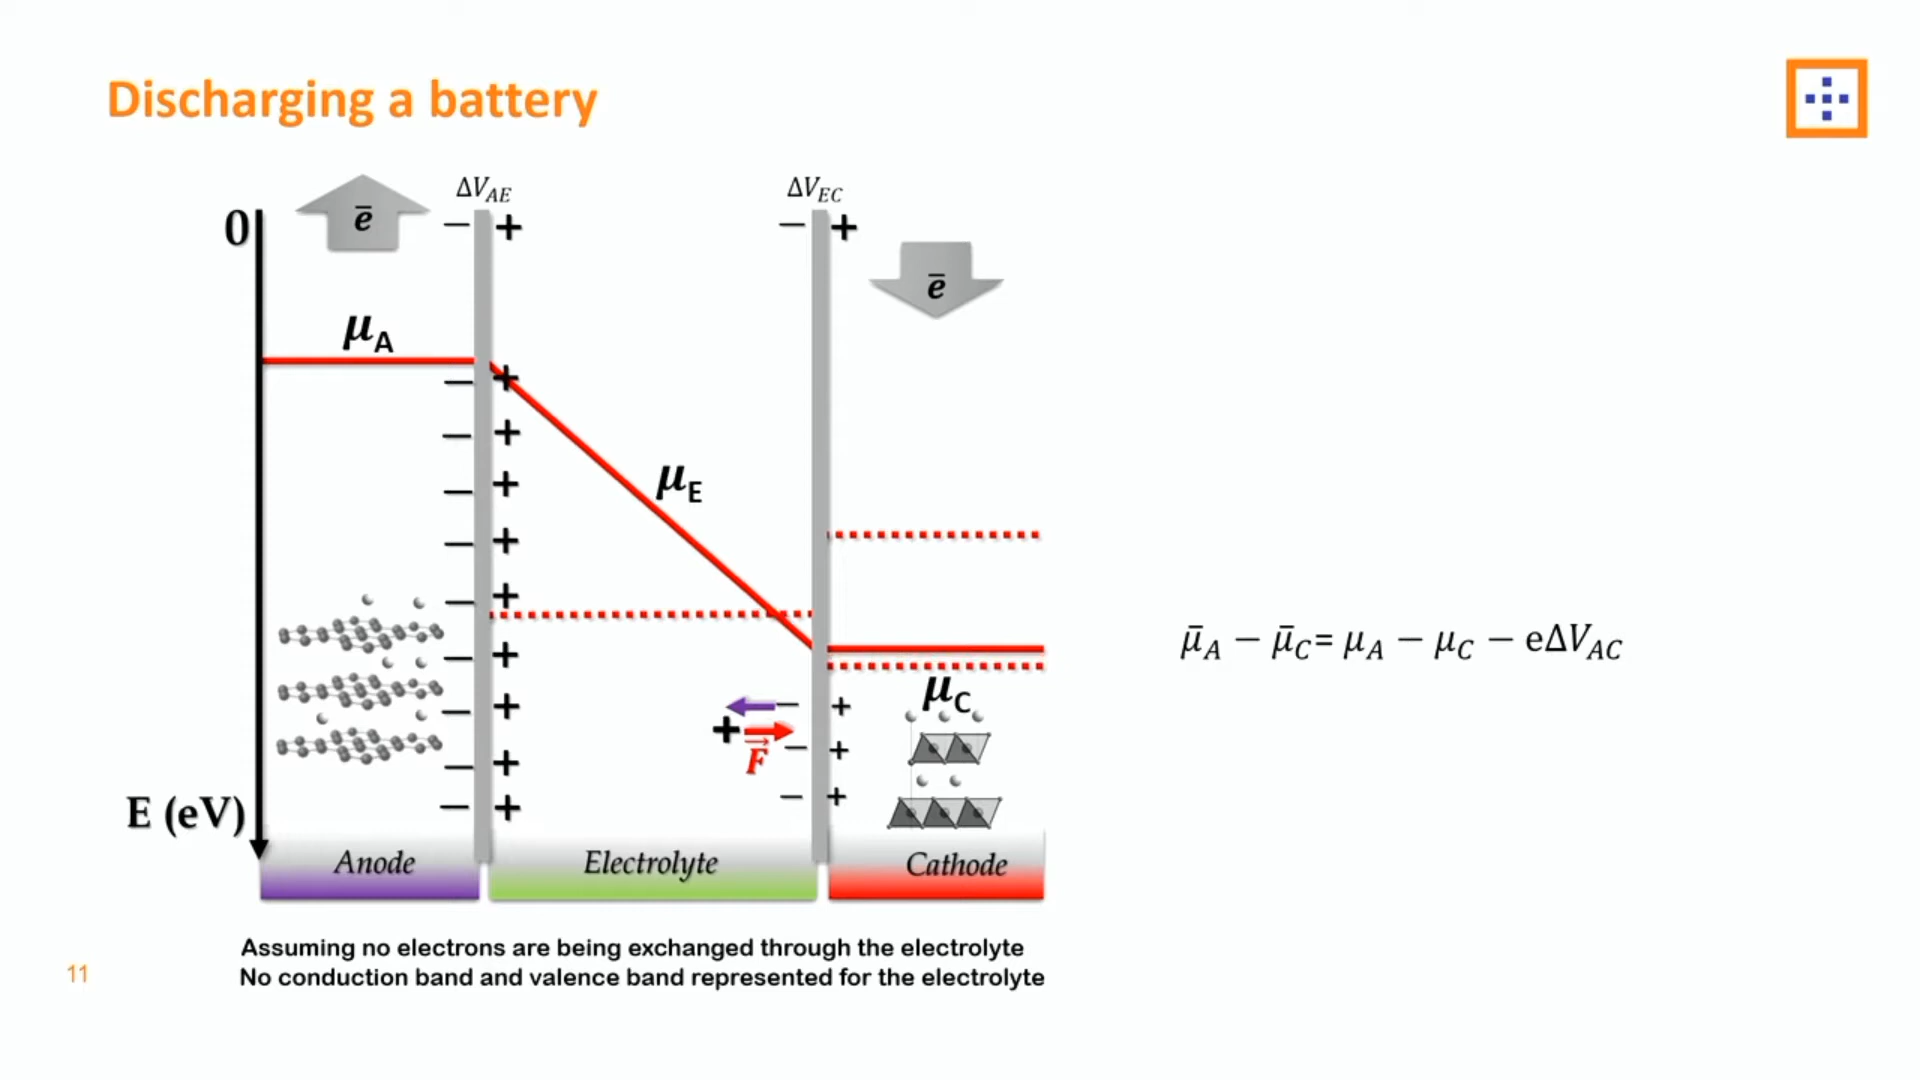 Discharging a battery
ΔV_AE
ΔV_EC
0
ē
− +
− +
ē
μ_A
− +
− +
− +
μ_E
− +
− +
− +
μ_C
− +
− +
+
F⃗
− +
− +
− +
− +
E (eV)
Anode
Electrolyte
Cathode
μ̄_A − μ̄_C= μ_A − μ_C − eΔV_AC
Assuming no electrons are being exchanged through the electrolyte
No conduction band and valence band represented for the electrolyte
11